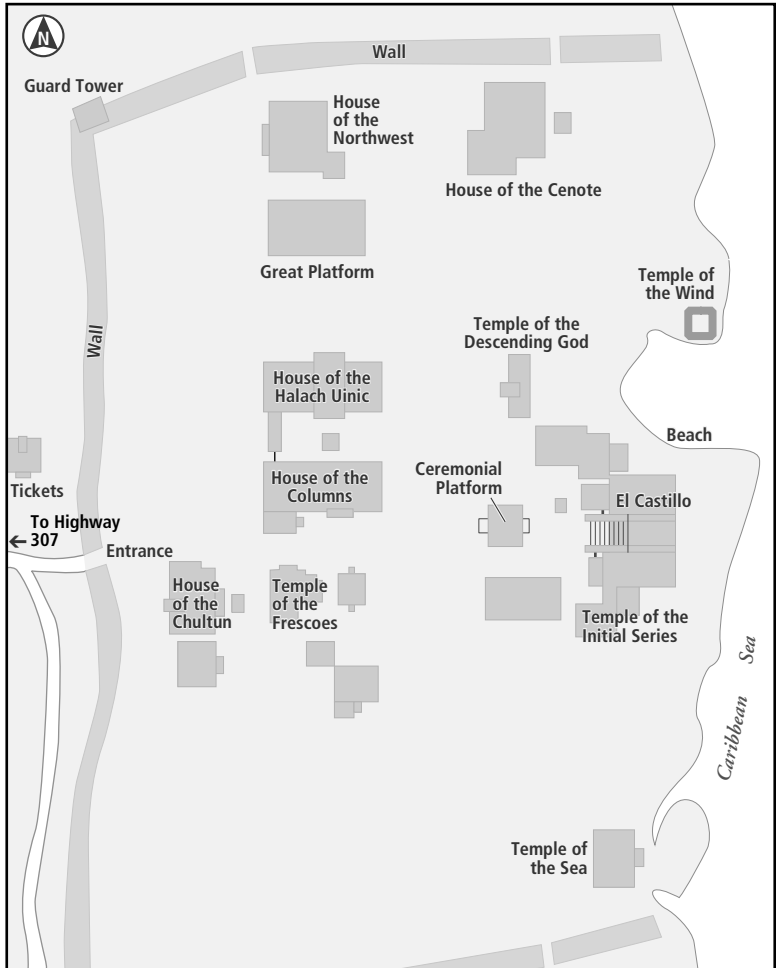 N
Wall
Guard Tower
House
of the
Northwest
House of the Cenote
Great Platform
Temple of
the Wind
Temple of the
Descending God
Wall
House of the
Halach Uinic
Beach
Tickets
House of the
Columns
Ceremonial
Platform
El Castillo
To Highway
307
Entrance
House
of the
Chultun
Temple
of the
Frescoes
Temple of the
Initial Series
Caribbean Sea
Temple of
the Sea